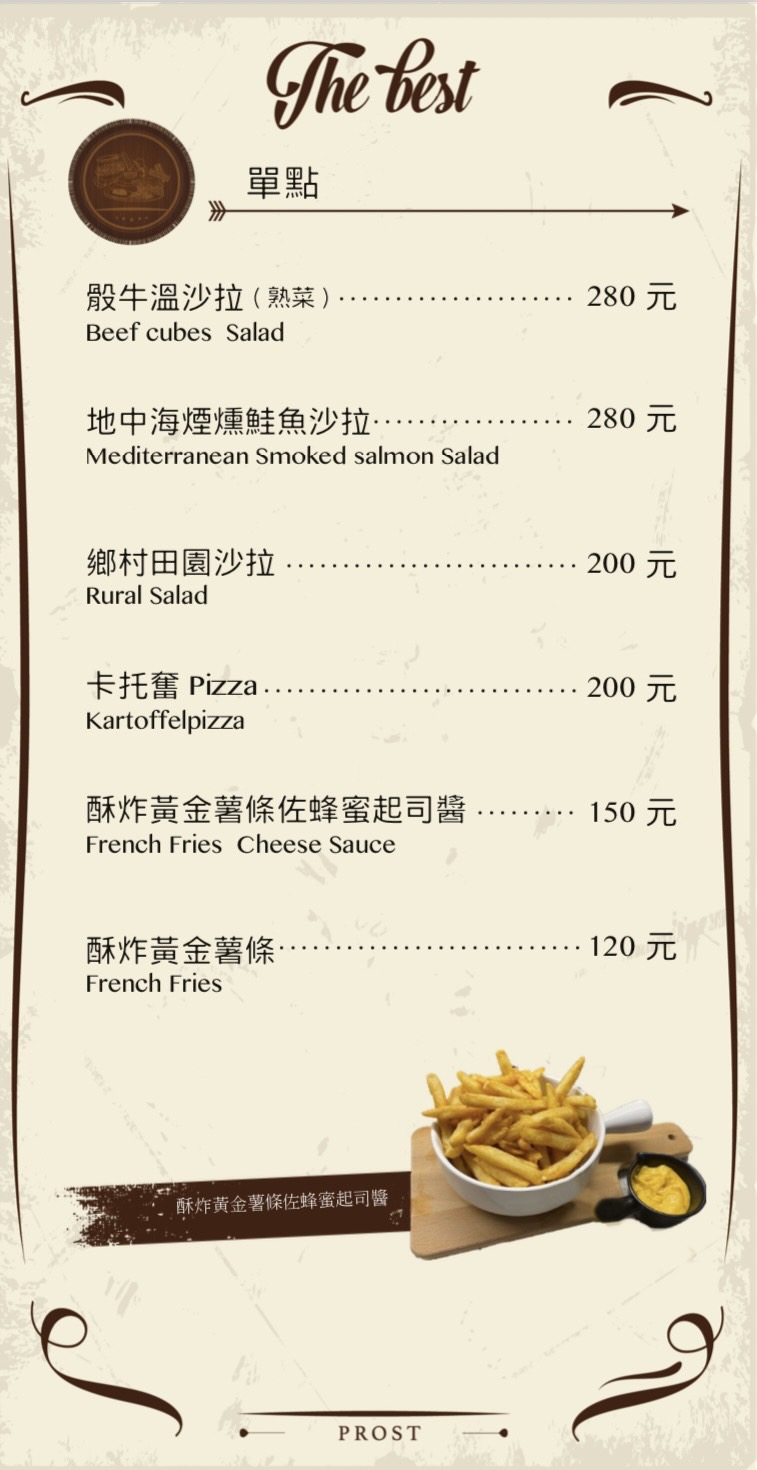 The best
單點
骰牛溫沙拉(熟菜)·························280 元
Beef cubes Salad
地中海煙燻鮭魚沙拉··················280 元
Mediterranean Smoked salmon Salad
鄉村田園沙拉 ·························200 元
Rural Salad
卡托奮 Pizza···························200 元
Kartoffelpizza
酥炸黃金薯條佐蜂蜜起司醬 ·········150 元
French Fries Cheese Sauce
酥炸黃金薯條··························120 元
French Fries
酥炸黃金薯條佐蜂蜜起司醬
PROST